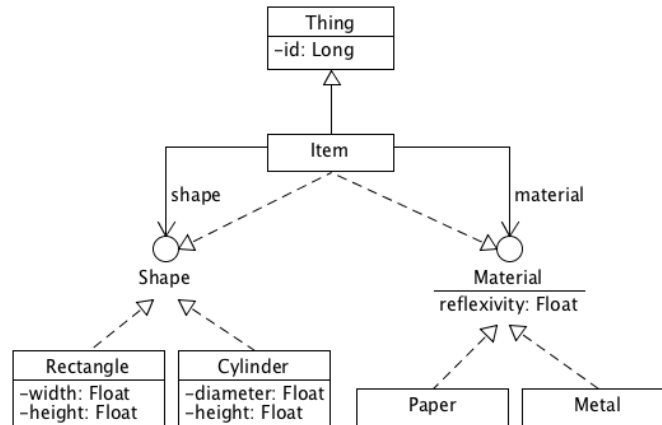 Thing
-id: Long
Item
shape
material
Shape
Material
reflexivity: Float
Rectangle
-width: Float
-height: Float
Cylinder
-diameter: Float
-height: Float
Paper
Metal